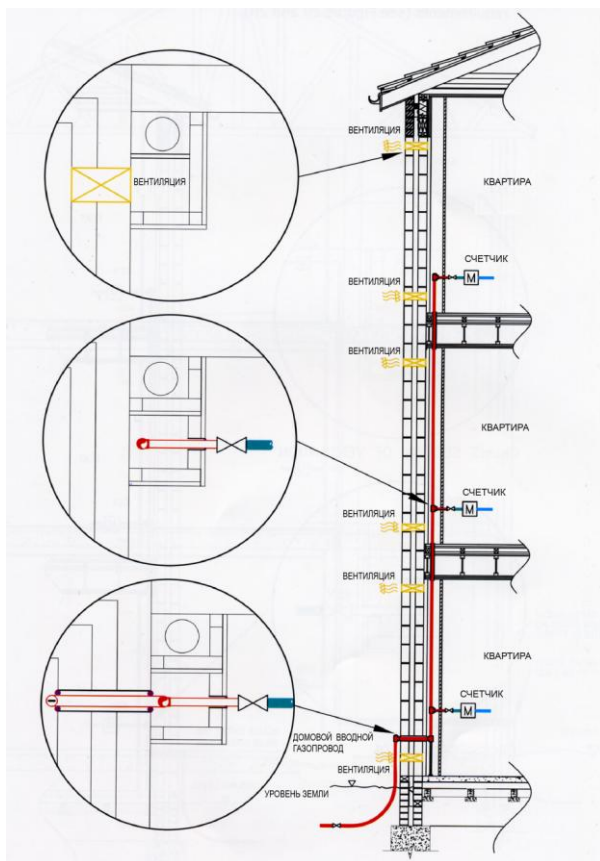 ВЕНТИЛЯЦИЯ
ВЕНТИЛЯЦИЯ
КВАРТИРА
СЧЕТЧИК
M
ВЕНТИЛЯЦИЯ
ВЕНТИЛЯЦИЯ
КВАРТИРА
СЧЕТЧИК
M
ВЕНТИЛЯЦИЯ
ВЕНТИЛЯЦИЯ
КВАРТИРА
СЧЕТЧИК
M
ДОМОВОЙ ВВОДНОЙ
ГАЗОПРОВОД
ВЕНТИЛЯЦИЯ
УРОВЕНЬ ЗЕМЛИ